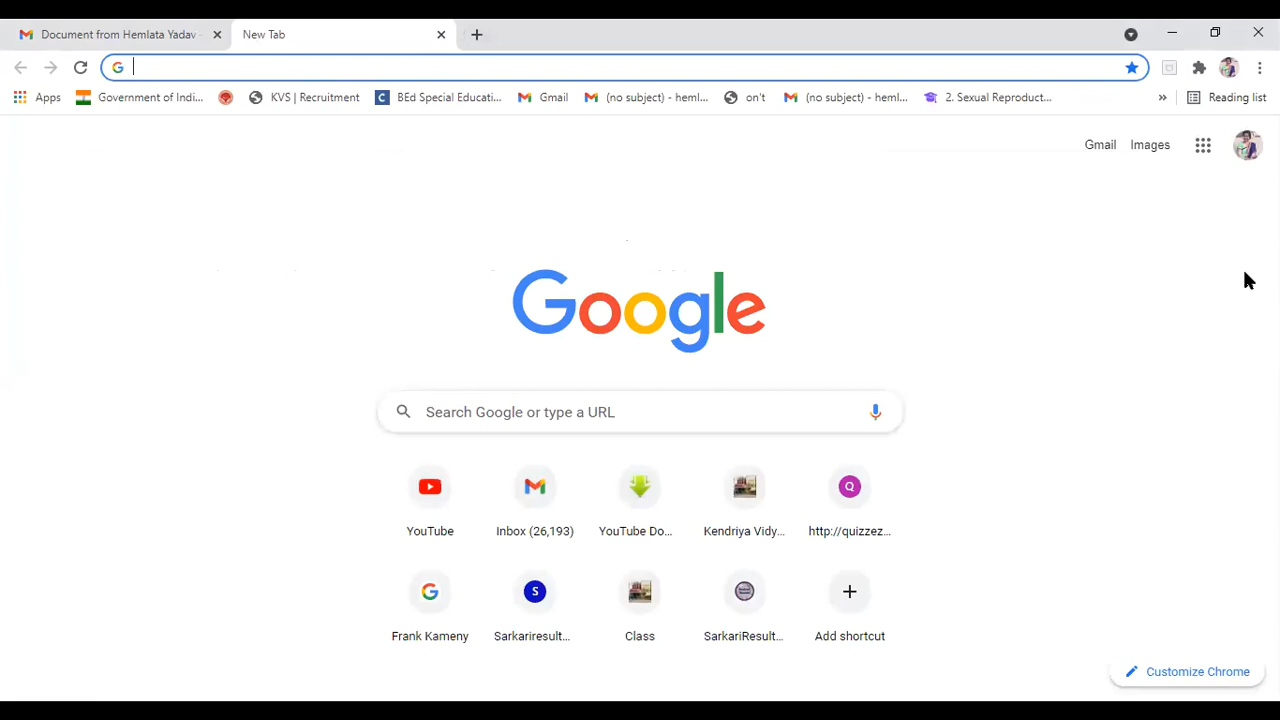 Document from Hemlata Yadav -
New Tab
Apps Government of Indi... KVS | Recruitment BEd Special Educati... Gmail (no subject) - heml... on't (no subject) - heml... 2. Sexual Reproduct... » Reading list
Gmail Images
Google
Search Google or type a URL
YouTube Inbox (26,193) YouTube Do... Kendriya Vidy... http://quizzez...
Frank Kameny Sarkariresult... Class SarkariResult... Add shortcut
Customize Chrome